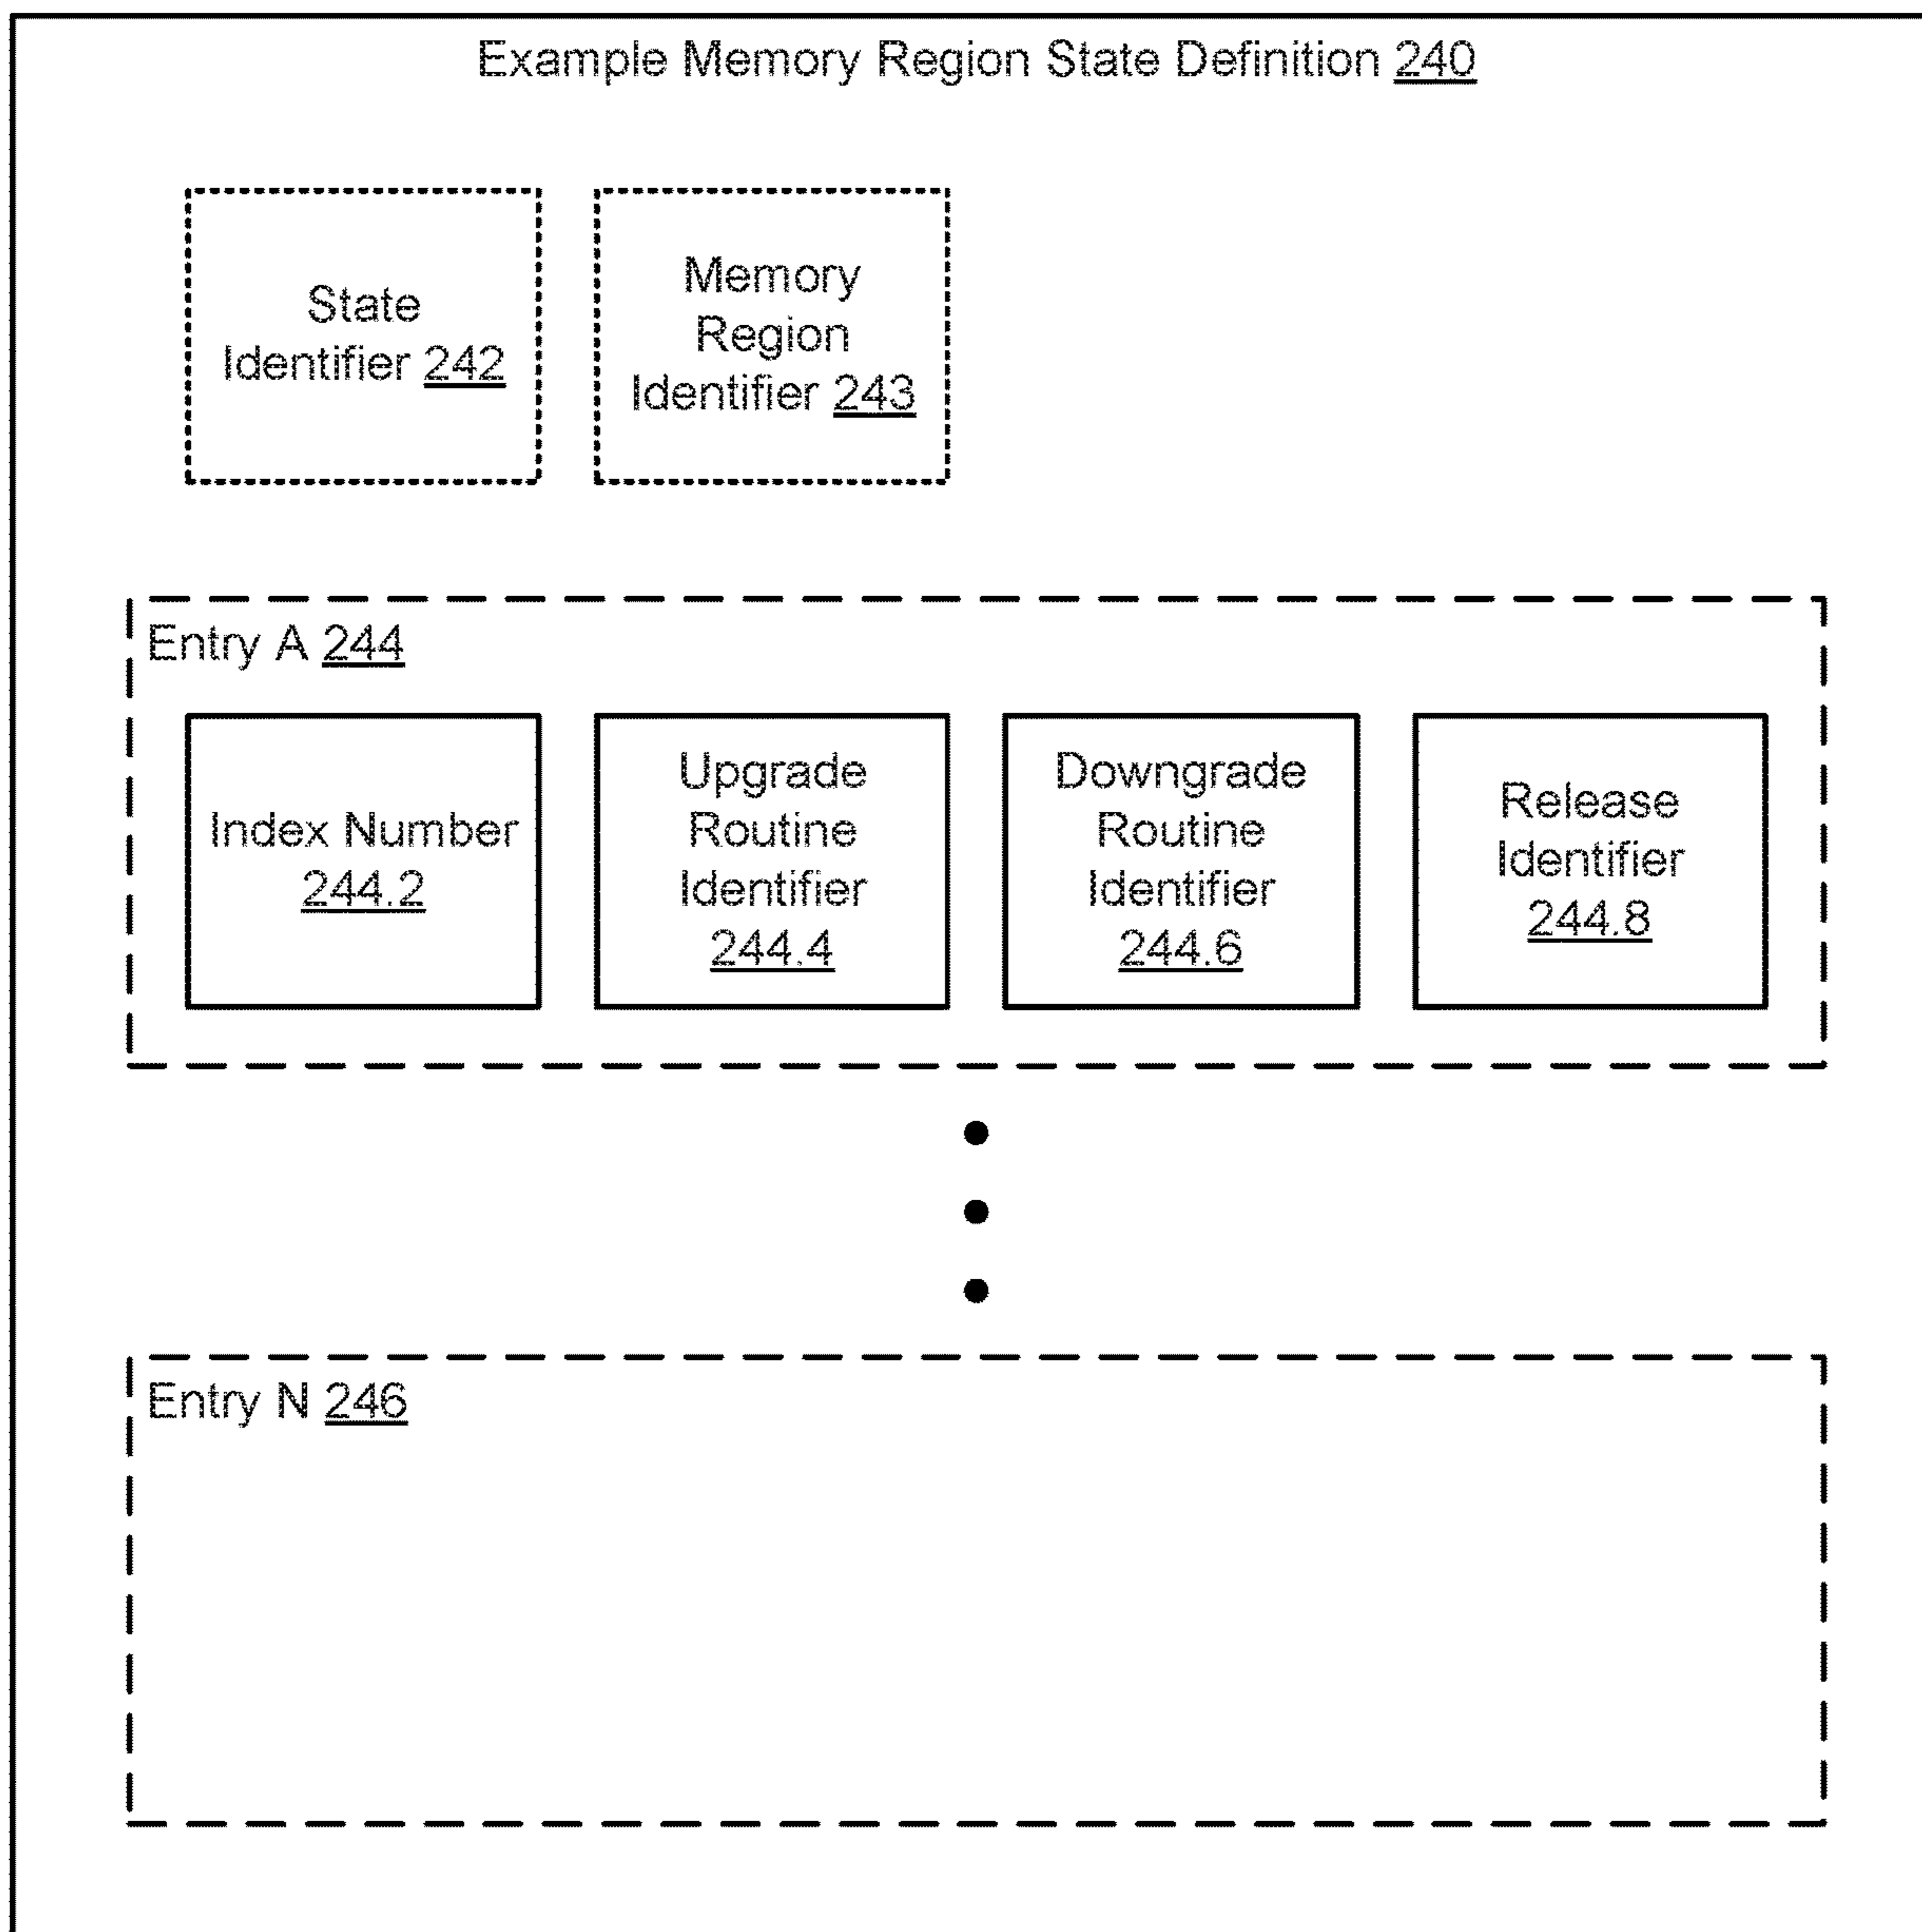 Example Memory Region State Definition 240
State
Identifier 242
Memory
Region
Identifier 243
Entry A 244
Index Number
244.2
Upgrade
Routine
Identifier
244.4
Downgrade
Routine
Identifier
244.6
Release
Identifier
244.8
Entry N 246